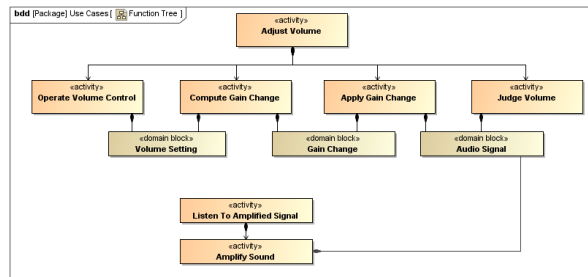 bdd [Package] Use Cases [ Function Tree ]
«activity»
Adjust Volume
«activity»
Operate Volume Control
«activity»
Compute Gain Change
«activity»
Apply Gain Change
«activity»
Judge Volume
«domain block»
Volume Setting
«domain block»
Gain Change
«domain block»
Audio Signal
«activity»
Listen To Amplified Signal
«activity»
Amplify Sound